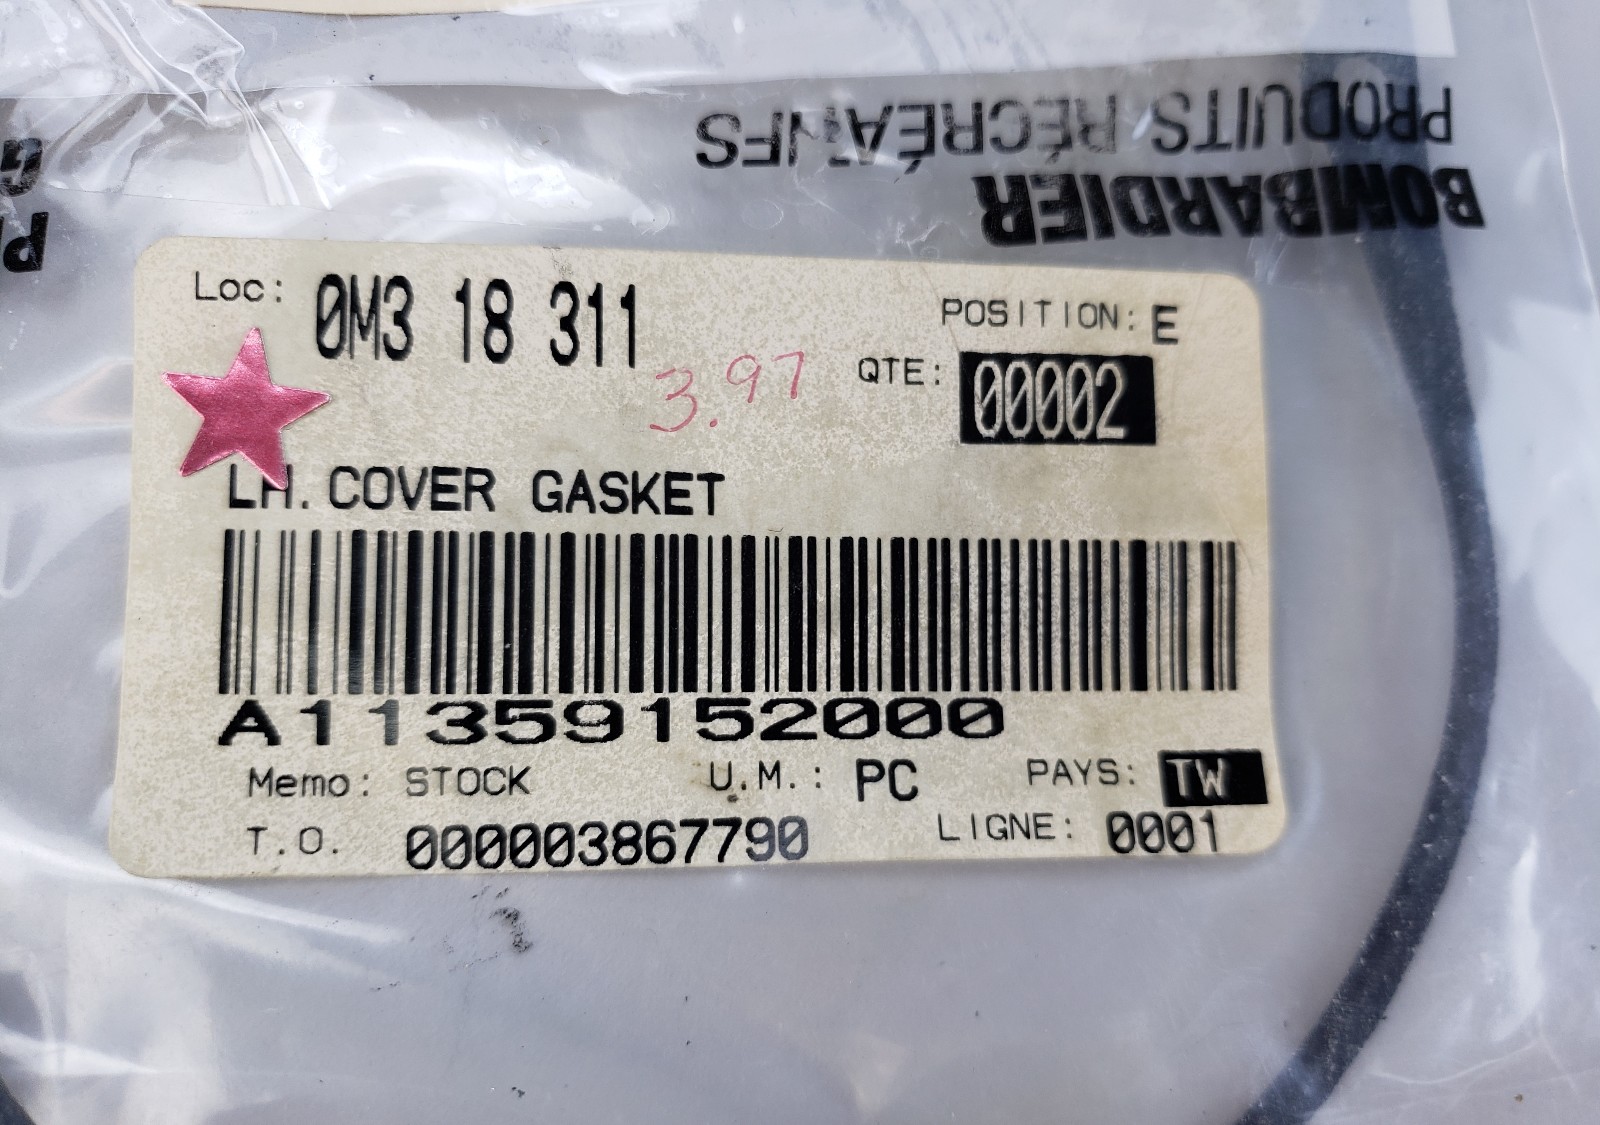 PRODUITS RÉCRÉATIFS
BOMBARDIER
Loc: 0M3 18 311
POSITION: E
3.97
QTE: 00002
LH. COVER GASKET
A11359152000
Memo: STOCK
U.M.: PC
PAYS: TW
T.O. 000003867790
LIGNE: 0001